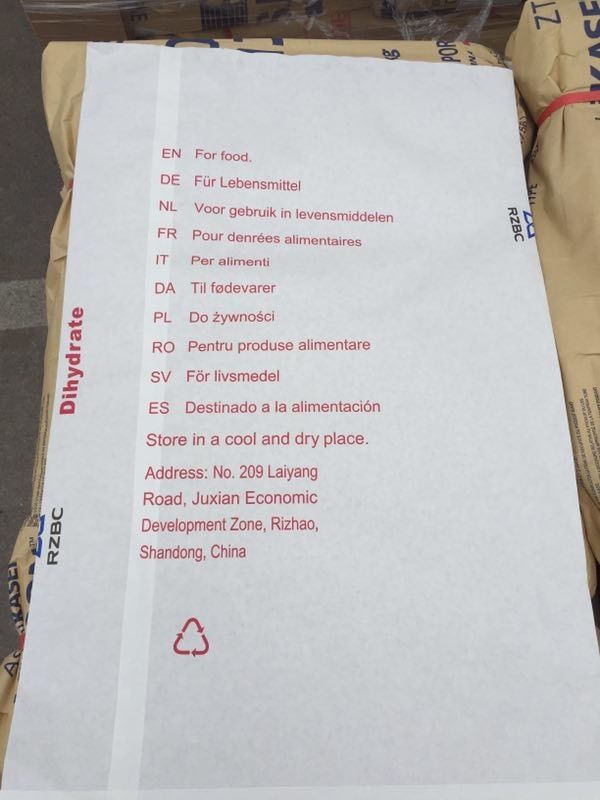 EN For food.
DE Für Lebensmittel
NL Voor gebruik in levensmiddelen
FR Pour denrées alimentaires
IT Per alimenti
DA Til fødevarer
PL Do żywności
RO Pentru produse alimentare
SV För livsmedel
ES Destinado a la alimentación
Store in a cool and dry place.
Address: No. 209 Laiyang
Road, Juxian Economic
Development Zone, Rizhao,
Shandong, China
Dihydrate
RZBC
RZBC